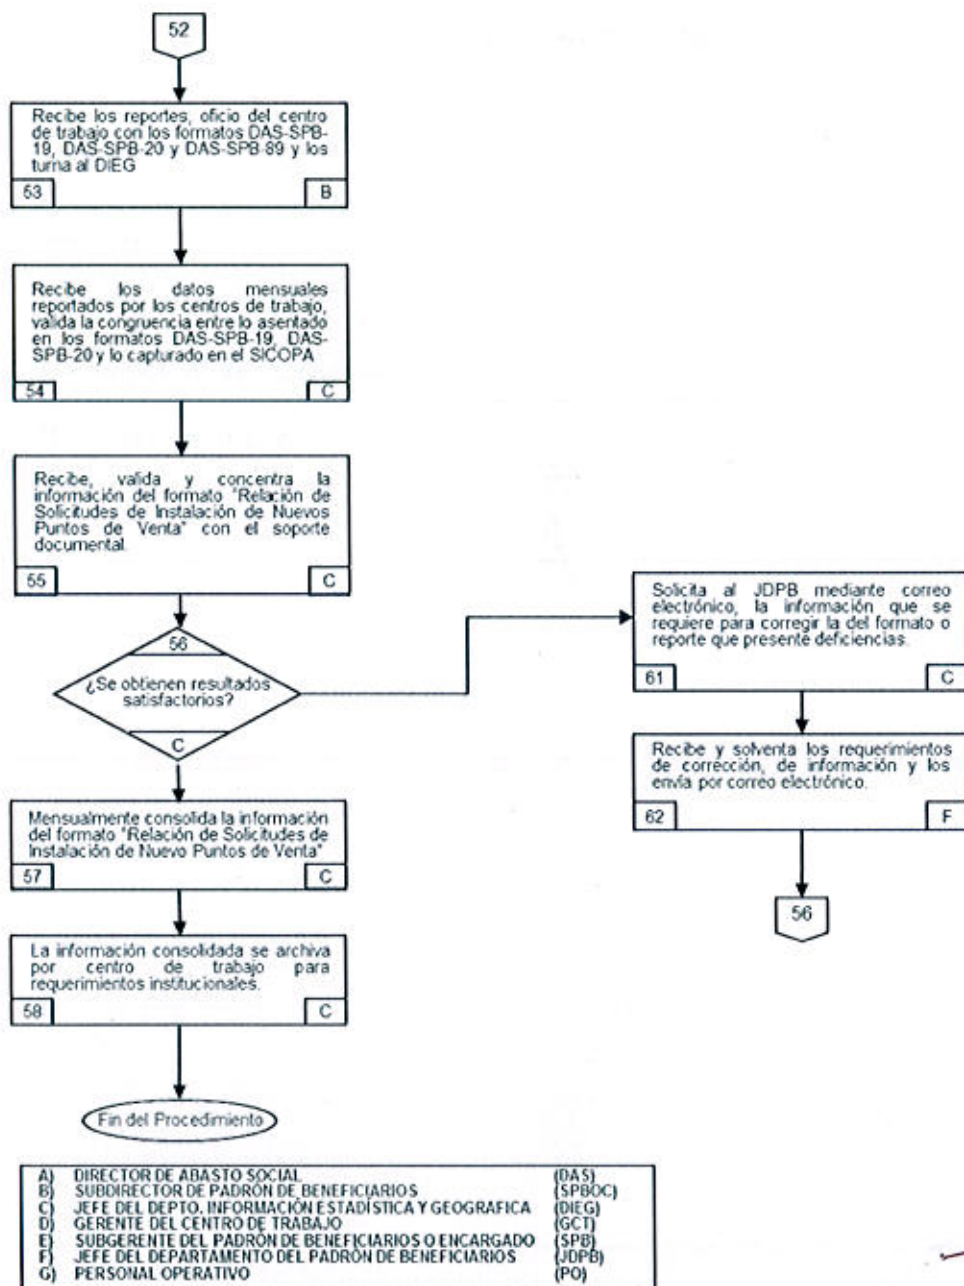 52
Recibe los reportes, oficio del centro
de trabajo con los formatos DAS-SPB-
19, DAS-SPB-20 y DAS-SPB-89 y los
turna al DIEG
53 B
Recibe los datos mensuales
reportados por los centros de trabajo,
valida la congruencia entre lo asentado
en los formatos DAS-SPB-19, DAS-
SPB-20 y lo capturado en el SICOPA
54 C
Recibe, valida y concentra la
información del formato "Relación de
Solicitudes de Instalación de Nuevos
Puntos de Venta" con el soporte
documental.
55 C
56
¿Se obtienen resultados
satisfactorios?
C
Mensualmente consolida la información
del formato "Relación de Solicitudes de
Instalación de Nuevo Puntos de Venta"
57 C
La información consolidada se archiva
por centro de trabajo para
requerimientos institucionales.
58 C
Fin del Procedimiento
Solicita al JDPB mediante correo
electrónico, la información que se
requiere para corregir la del formato o
reporte que presente deficiencias.
61 C
Recibe y solventa los requerimientos
de corrección, de información y los
envía por correo electrónico.
62 F
56
A) DIRECTOR DE ABASTO SOCIAL (DAS)
B) SUBDIRECTOR DE PADRÓN DE BENEFICIARIOS (SPBOC)
C) JEFE DEL DEPTO. INFORMACIÓN ESTADÍSTICA Y GEOGRAFICA (DIEG)
D) GERENTE DEL CENTRO DE TRABAJO (GCT)
E) SUBGERENTE DEL PADRÓN DE BENEFICIARIOS O ENCARGADO (SPB)
F) JEFE DEL DEPARTAMENTO DEL PADRÓN DE BENEFICIARIOS (JDPB)
G) PERSONAL OPERATIVO (PO)